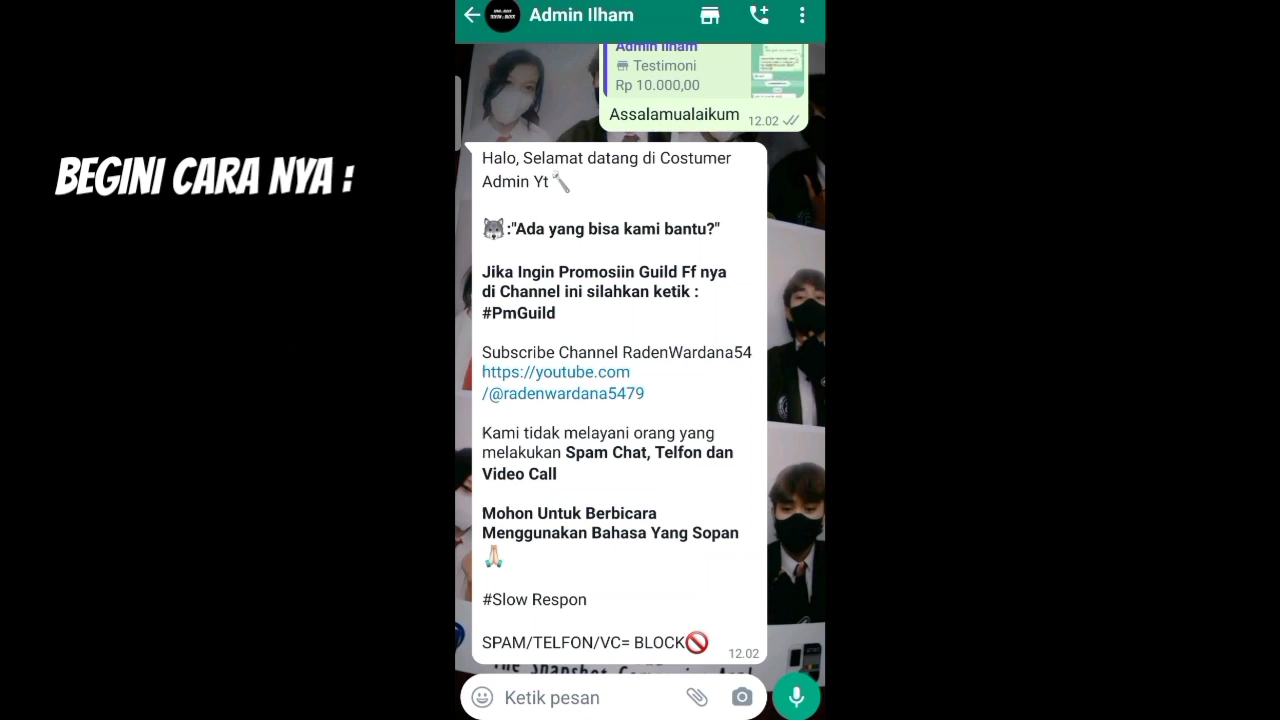 Admin Ilham
Admin Ilham
Testimoni
Rp 10.000,00
Assalamualaikum 12.02
BEGINI CARA NYA :
Halo, Selamat datang di Costumer
Admin Yt
:"Ada yang bisa kami bantu?"
Jika Ingin Promosiin Guild Ff nya
di Channel ini silahkan ketik :
#PmGuild
Subscribe Channel RadenWardana54
https://youtube.com
/@radenwardana5479
Kami tidak melayani orang yang
melakukan Spam Chat, Telfon dan
Video Call
Mohon Untuk Berbicara
Menggunakan Bahasa Yang Sopan
#Slow Respon
SPAM/TELFON/VC= BLOCK
12.02
Ketik pesan